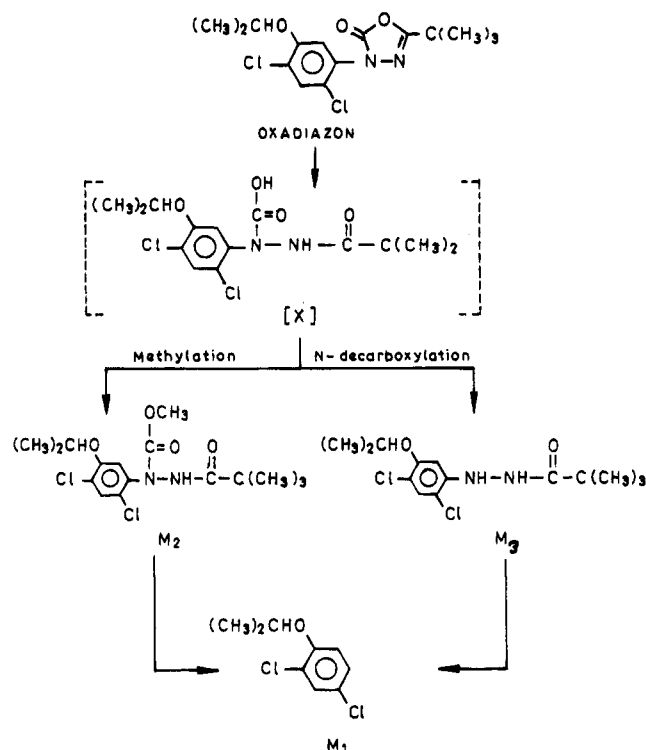 (CH₃)₂CHO
O O C(CH₃)₃
Cl N N
Cl
OXADIAZON
OH
(CH₃)₂CHO C=O O
Cl N — NH — C — C(CH₃)₂
Cl
[X]
Methylation N-decarboxylation
OCH₃
(CH₃)₂CHO C=O O (CH₃)₂CHO O
Cl N-NH-C-C(CH₃)₃ Cl NH-NH-C-C(CH₃)₃
Cl Cl
M₂ M₃
(CH₃)₂CHO
Cl
Cl
M₁